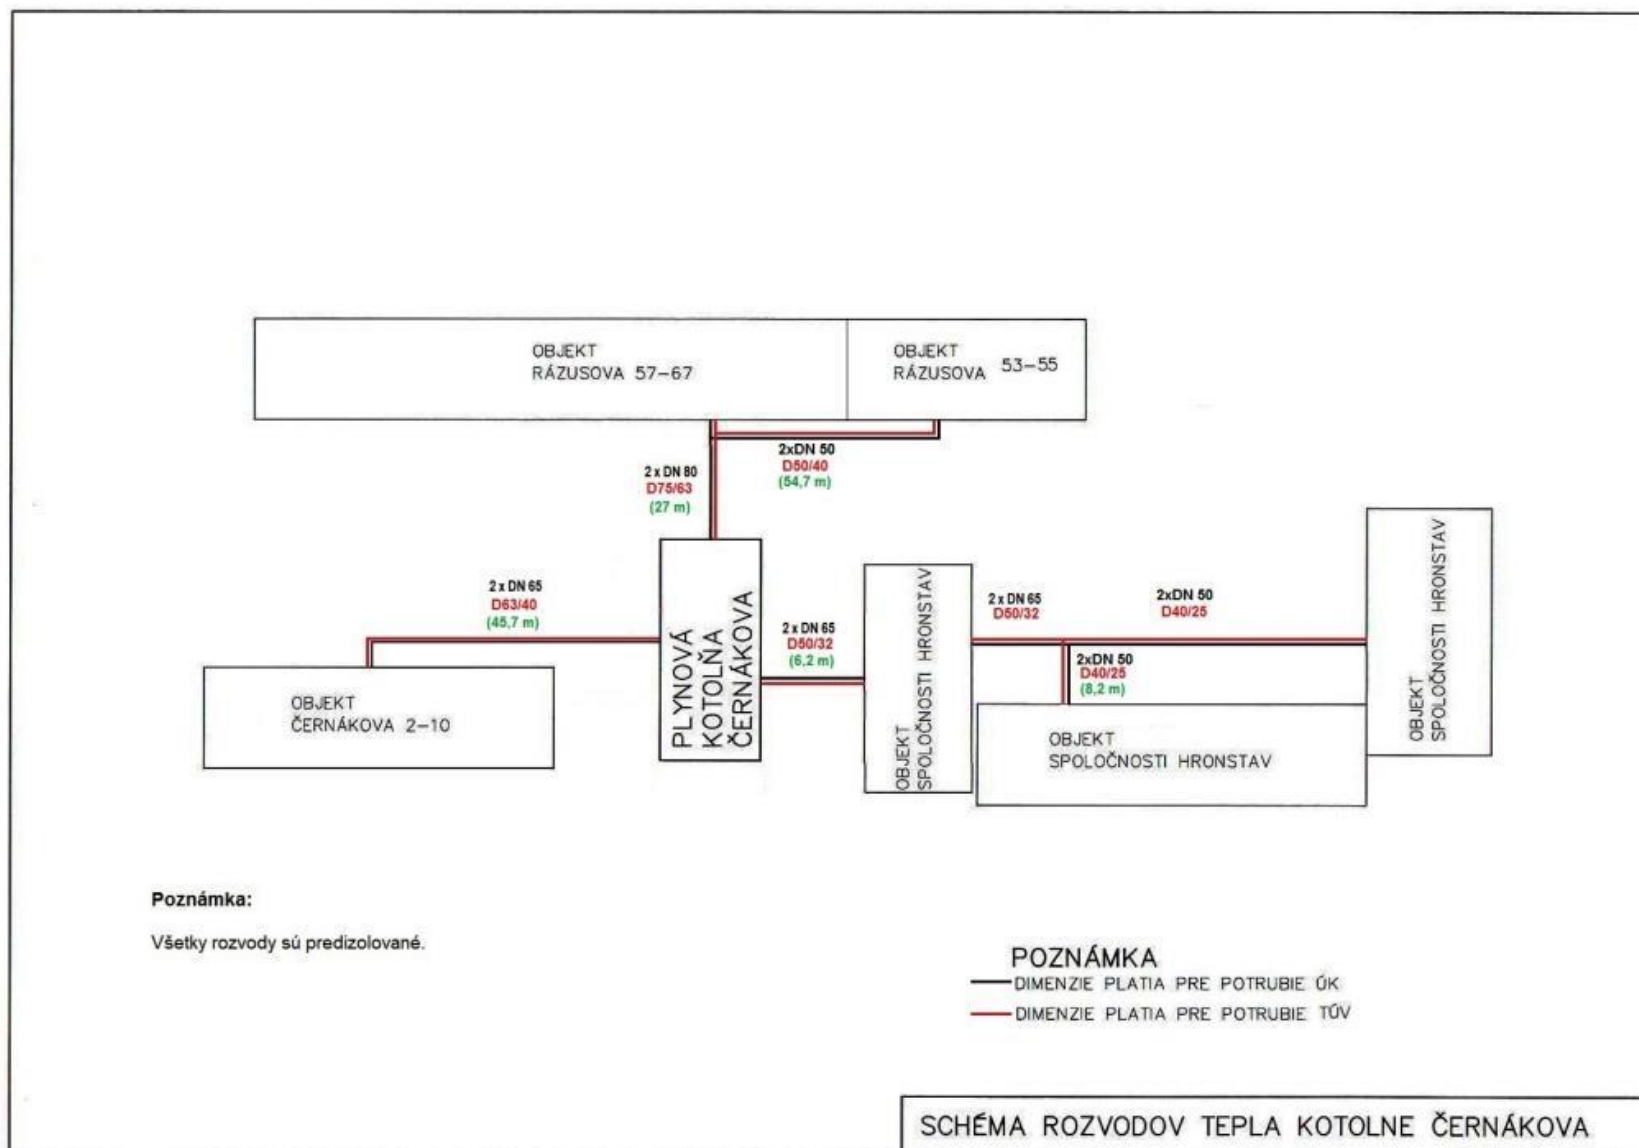 OBJEKT
RÁZUSOVA 57-67
OBJEKT
RÁZUSOVA 53-55
2xDN 50
D50/40
(54,7 m)
2 x DN 80
D75/63
(27 m)
2 x DN 65
D63/40
(45,7 m)
OBJEKT
ČERNÁKOVA 2-10
PLYNOVÁ
KOTOLŇA
ČERNÁKOVA
2 x DN 65
D50/32
(6,2 m)
OBJEKT
SPOLOČNOSTI HRONSTAV
2 x DN 65
D50/32
2xDN 50
D40/25
2xDN 50
D40/25
(8,2 m)
OBJEKT
SPOLOČNOSTI HRONSTAV
OBJEKT
SPOLOČNOSTI HRONSTAV
Poznámka:
Všetky rozvody sú predizolované.
POZNÁMKA
DIMENZIE PLATIA PRE POTRUBIE ÚK
DIMENZIE PLATIA PRE POTRUBIE TÚV
SCHÉMA ROZVODOV TEPLA KOTOLNE ČERNÁKOVA